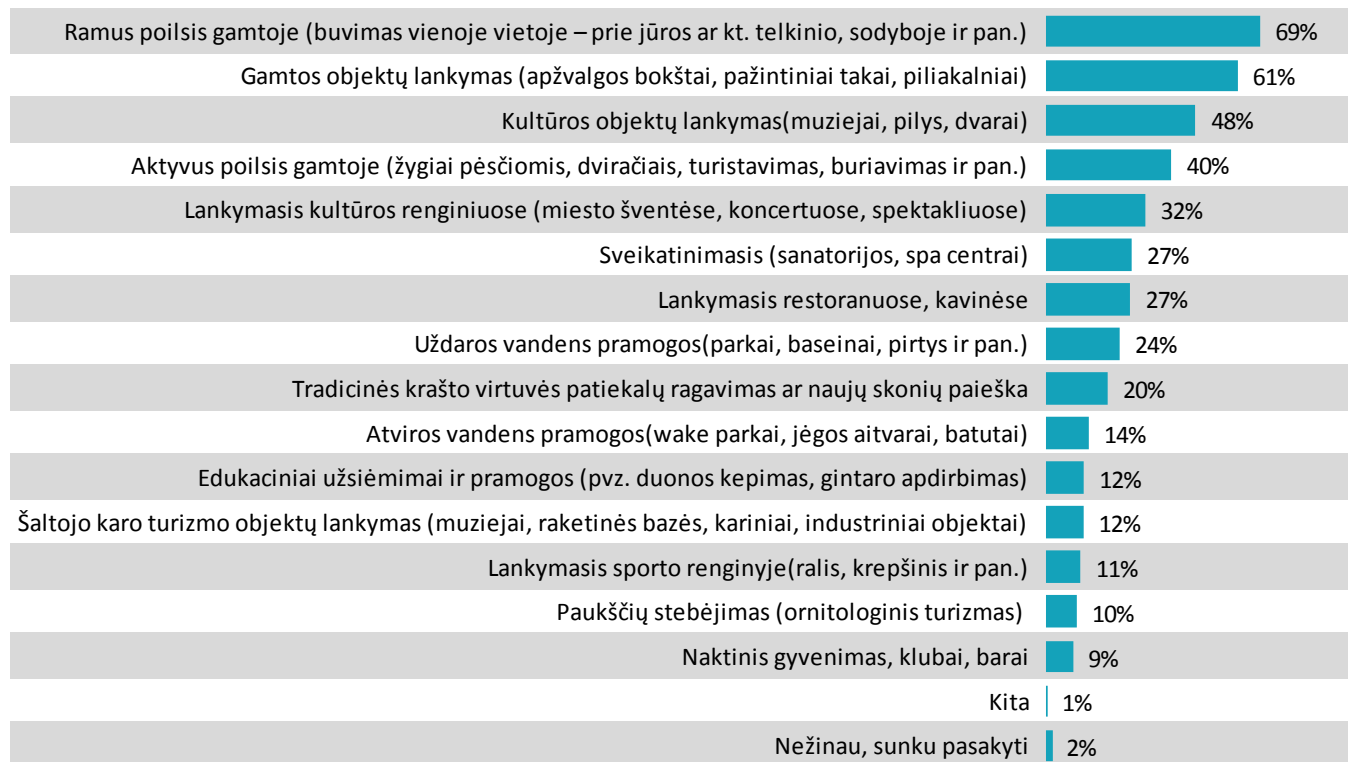 Ramus poilsis gamtoje (buvimas vienoje vietoje – prie jūros ar kt. telkinio, sodyboje ir pan.) 69%
Gamtos objektų lankymas (apžvalgos bokštai, pažintiniai takai, piliakalniai) 61%
Kultūros objektų lankymas(muziejai, pilys, dvarai) 48%
Aktyvus poilsis gamtoje (žygiai pėsčiomis, dviračiais, turistavimas, buriavimas ir pan.) 40%
Lankymasis kultūros renginiuose (miesto šventėse, koncertuose, spektakliuose) 32%
Sveikatinimasis (sanatorijos, spa centrai) 27%
Lankymasis restoranuose, kavinėse 27%
Uždaros vandens pramogos(parkai, baseinai, pirtys ir pan.) 24%
Tradicinės krašto virtuvės patiekalų ragavimas ar naujų skonių paieška 20%
Atviros vandens pramogos(wake parkai, jėgos aitvarai, batutai) 14%
Edukaciniai užsiėmimai ir pramogos (pvz. duonos kepimas, gintaro apdirbimas) 12%
Šaltojo karo turizmo objektų lankymas (muziejai, raketinės bazės, kariniai, industriniai objektai) 12%
Lankymasis sporto renginyje(ralis, krepšinis ir pan.) 11%
Paukščių stebėjimas (ornitologinis turizmas) 10%
Naktinis gyvenimas, klubai, barai 9%
Kita 1%
Nežinau, sunku pasakyti 2%